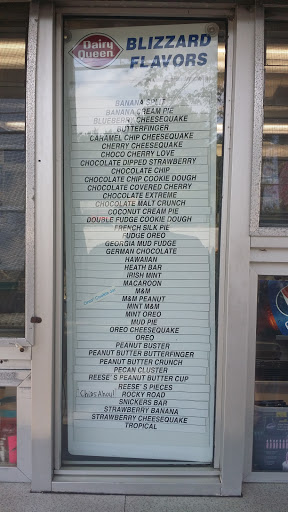 Dairy
Queen
BLIZZARD
FLAVORS
BANANA SPLIT
BANANA CREAM PIE
BLUEBERRY CHEESEQUAKE
BUTTERFINGER
CARAMEL CHIP CHEESEQUAKE
CHERRY CHEESEQUAKE
CHOCO CHERRY LOVE
CHOCOLATE DIPPED STRAWBERRY
CHOCOLATE CHIP
CHOCOLATE CHIP COOKIE DOUGH
CHOCOLATE COVERED CHERRY
CHOCOLATE EXTREME
CHOCOLATE MALT CRUNCH
COCONUT CREAM PIE
DOUBLE FUDGE COOKIE DOUGH
FRENCH SILK PIE
FUDGE OREO
GEORGIA MUD FUDGE
GERMAN CHOCOLATE
HAWAIIAN
HEATH BAR
IRISH MINT
MACAROON
M&M
M&M PEANUT
MINT M&M
MINT OREO
MUD PIE
OREO CHEESEQUAKE
OREO
PEANUT BUSTER
PEANUT BUTTER BUTTERFINGER
PEANUT BUTTER CRUNCH
PECAN CLUSTER
REESE'S PEANUT BUTTER CUP
REESE'S PIECES
Chips Ahoy! ROCKY ROAD
SNICKERS BAR
STRAWBERRY BANANA
STRAWBERRY CHEESEQUAKE
TROPICAL